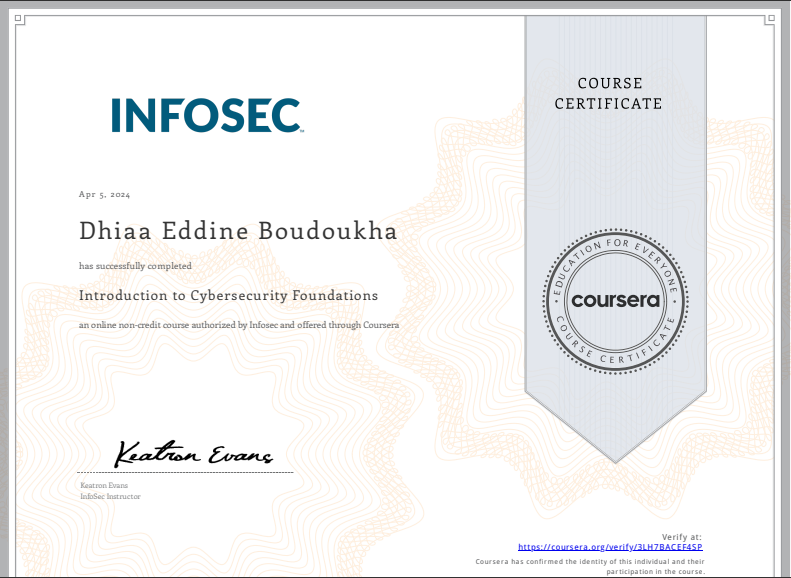 COURSE
CERTIFICATE
INFOSEC
Apr 5, 2024
Dhiaa Eddine Boudoukha
has successfully completed
Introduction to Cybersecurity Foundations
an online non-credit course authorized by Infosec and offered through Coursera
EDUCATION FOR EVERYONE
coursera
COURSE CERTIFICATE
Keatron Evans
Keatron Evans
InfoSec Instructor
Verify at:
https://coursera.org/verify/3LH7BACEF4SP
Coursera has confirmed the identity of this individual and their
participation in the course.